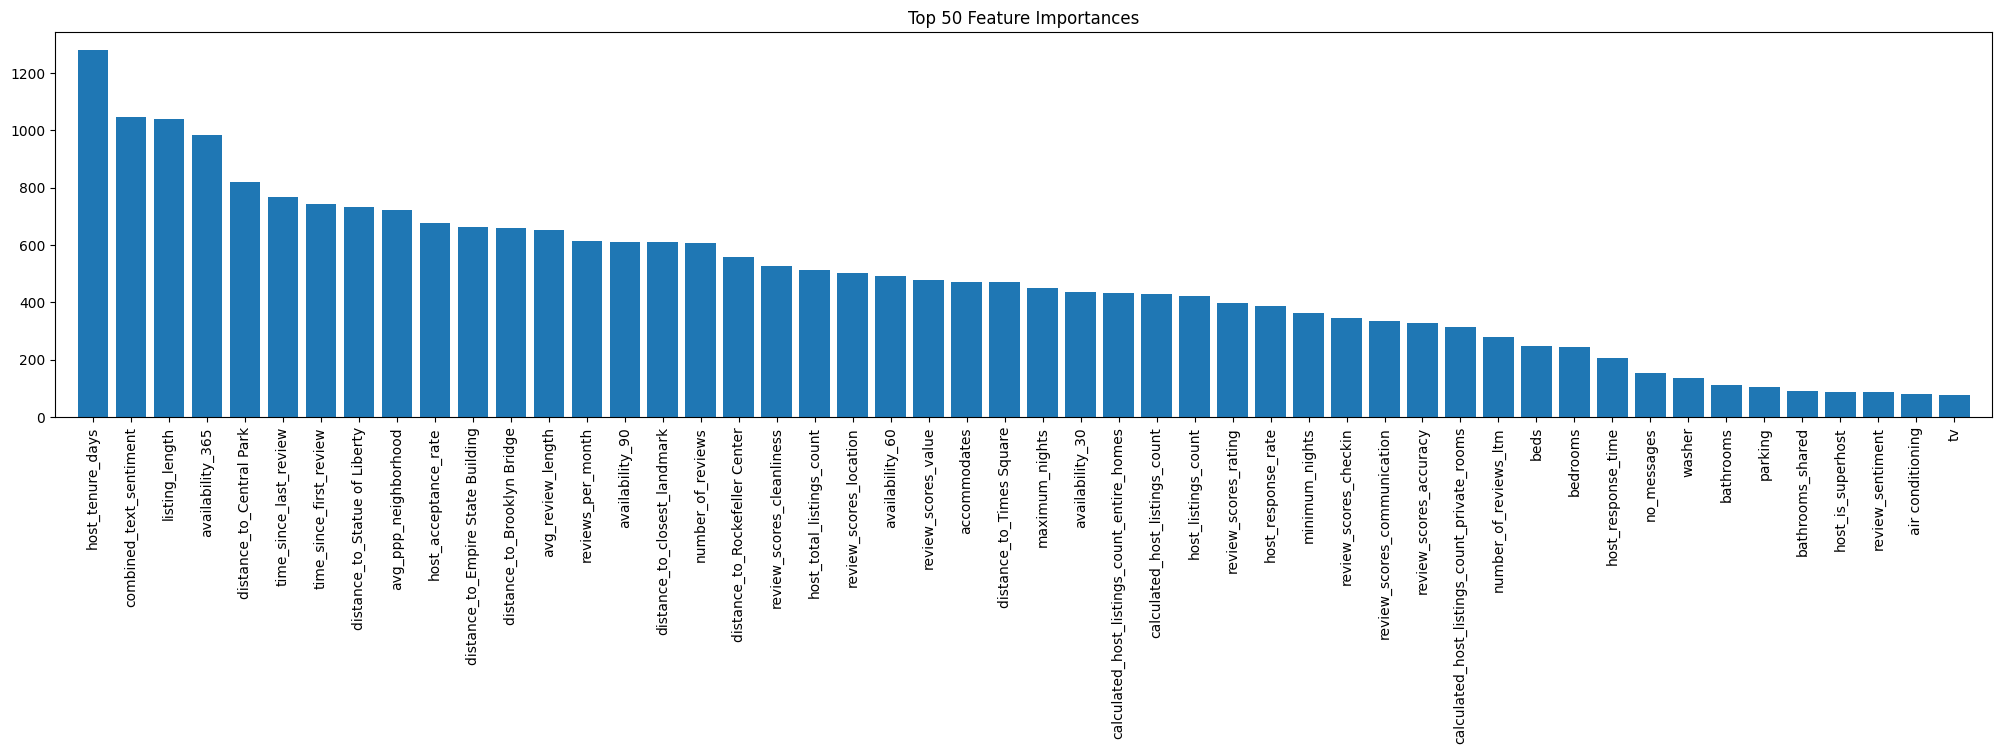 Top 50 Feature Importances
1200
1000
800
600
400
200
0
host_tenure_days
combined_text_sentiment
listing_length
availability_365
distance_to_Central Park
time_since_last_review
time_since_first_review
distance_to_Statue of Liberty
avg_ppp_neighborhood
host_acceptance_rate
distance_to_Empire State Building
distance_to_Brooklyn Bridge
avg_review_length
reviews_per_month
availability_90
distance_to_closest_landmark
number_of_reviews
distance_to_Rockefeller Center
review_scores_cleanliness
host_total_listings_count
review_scores_location
availability_60
review_scores_value
accommodates
distance_to_Times Square
maximum_nights
availability_30
calculated_host_listings_count_entire_homes
calculated_host_listings_count
host_listings_count
review_scores_rating
host_response_rate
minimum_nights
review_scores_checkin
review_scores_communication
review_scores_accuracy
calculated_host_listings_count_private_rooms
number_of_reviews_ltm
beds
bedrooms
host_response_time
no_messages
washer
bathrooms
parking
bathrooms_shared
host_is_superhost
review_sentiment
air conditioning
tv